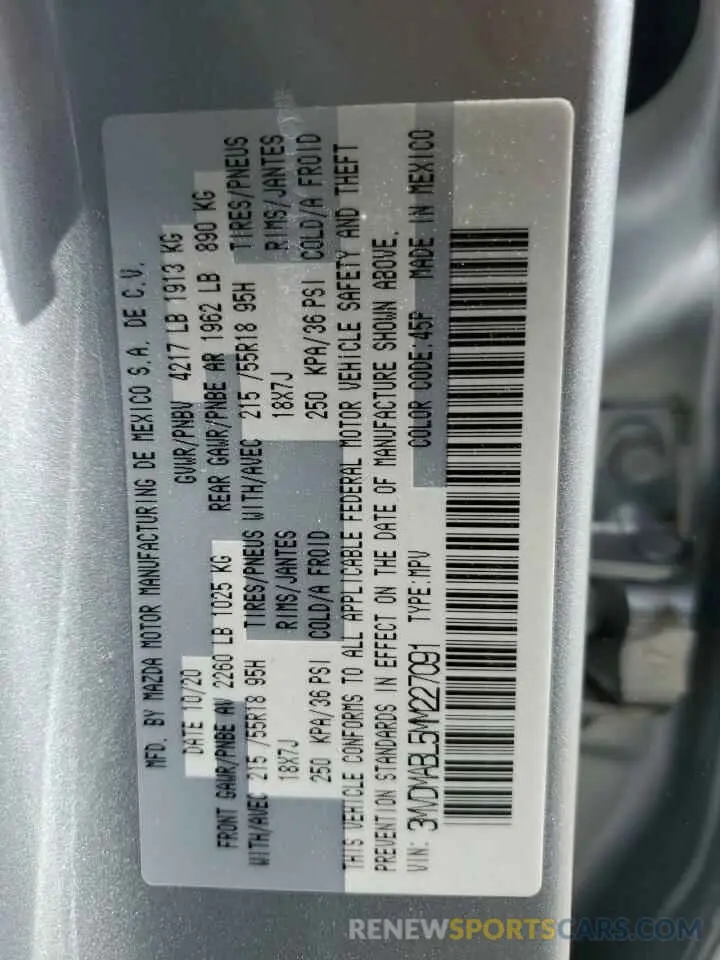 MFD. BY MAZDA MOTOR MANUFACTURING DE MEXICO S.A. DE C.V.
DATE 10/20 GVWR/PNBV 4217 LB 1913 KG
FRONT GAWR/PNBE AV 2260 LB 1025 KG REAR GAWR/PNBE AR 1962 LB 890 KG
WITH/AVEC 215 /55R18 95H TIRES/PNEUS WITH/AVEC 215 /55R18 95H TIRES/PNEUS
18X7J RIMS/JANTES 18X7J RIMS/JANTES
250 KPA/36 PSI COLD/A FROID 250 KPA/36 PSI COLD/A FROID
THIS VEHICLE CONFORMS TO ALL APPLICABLE FEDERAL MOTOR VEHICLE SAFETY AND THEFT
PREVENTION STANDARDS IN EFFECT ON THE DATE OF MANUFACTURE SHOWN ABOVE.
VIN: 3MVDMABL5MM227091 TYPE:MPV COLOR CODE:45P MADE IN MEXICO
RENEWSPORTSCARS.COM